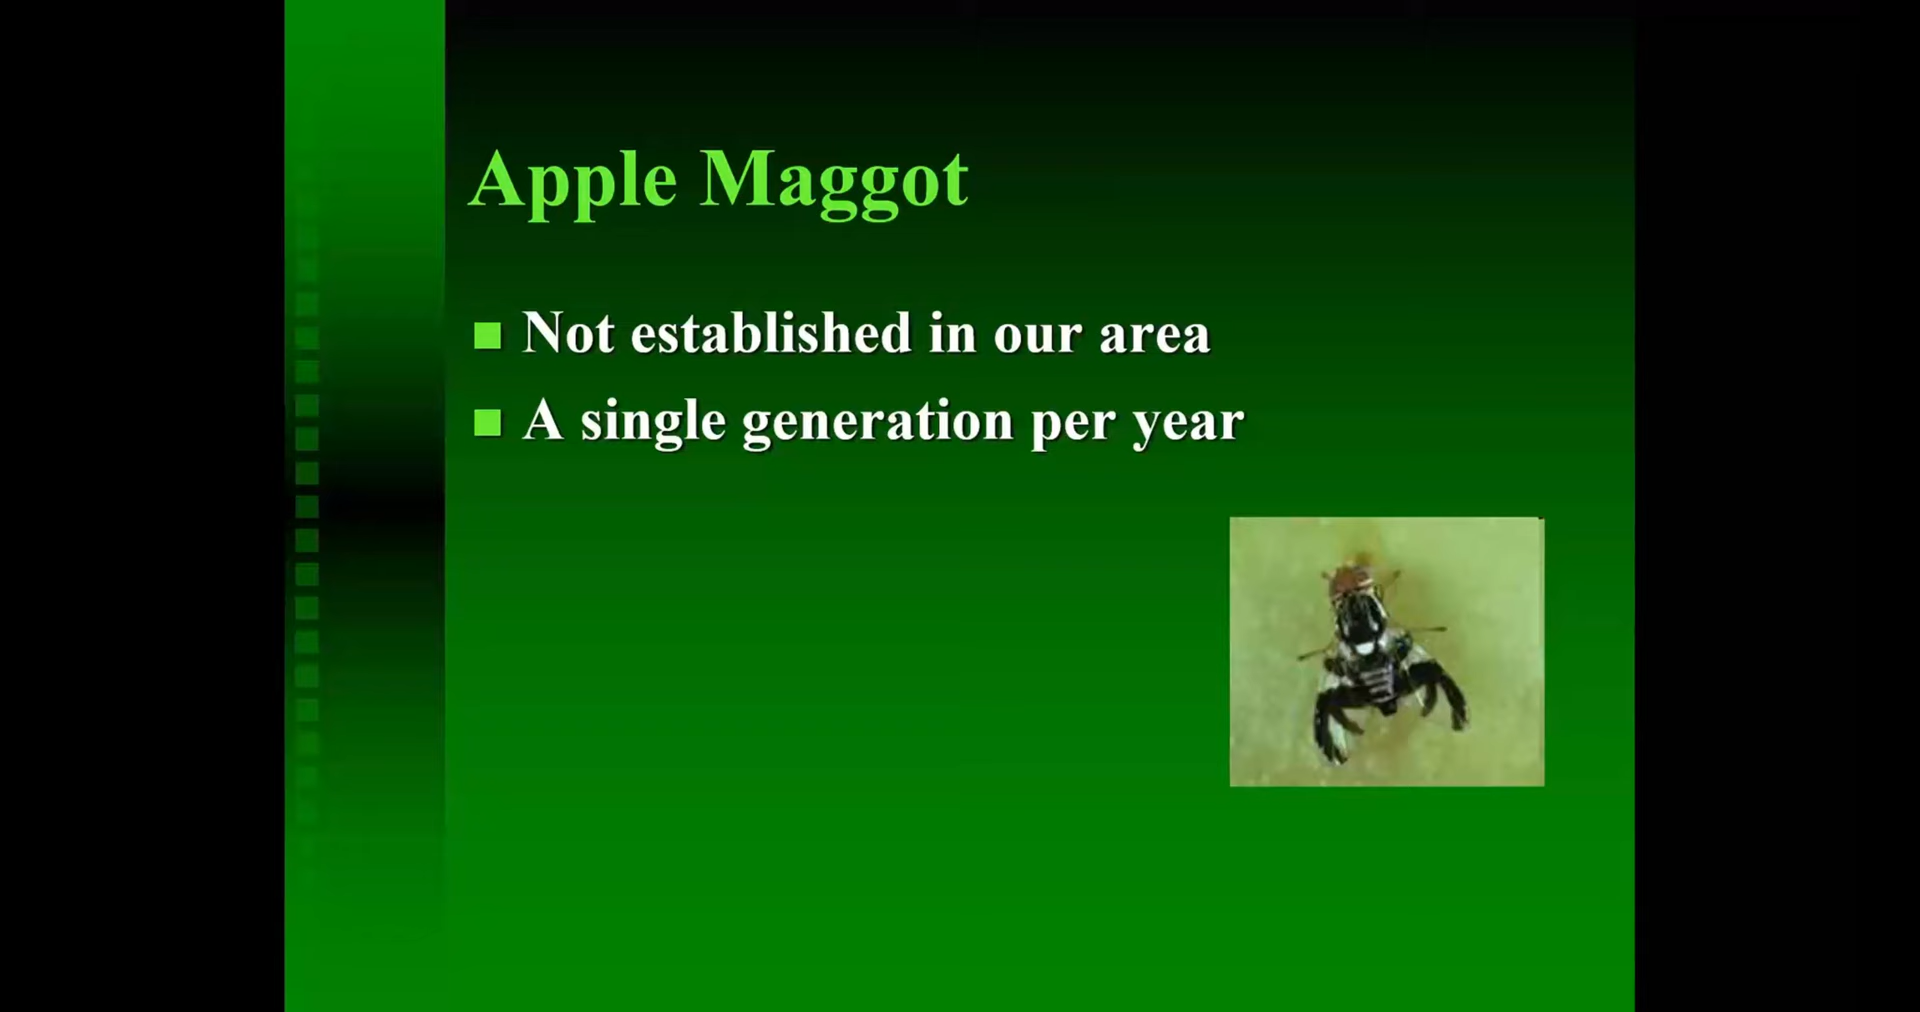 Apple Maggot
Not established in our area
A single generation per year